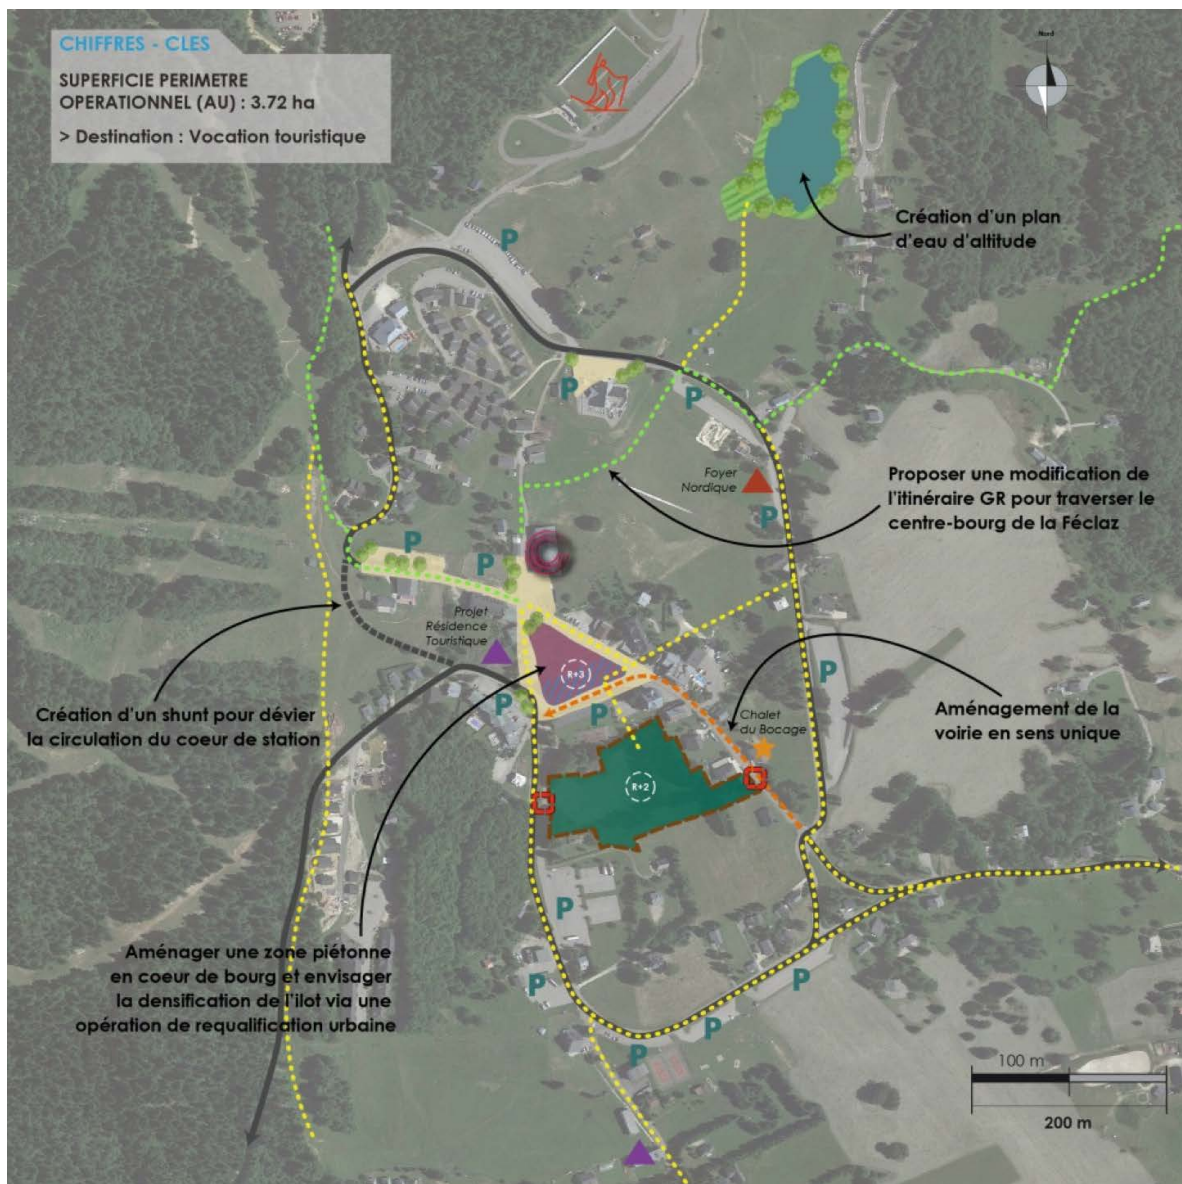 CHIFFRES - CLES
SUPERFICIE PERIMETRE
OPERATIONNEL (AU) : 3.72 ha
> Destination : Vocation touristique
Nord
Création d'un plan
d'eau d'altitude
P
P
P
Foyer
Nordique
P
Proposer une modification de
l'itinéraire GR pour traverser le
centre-bourg de la Féclaz
P
P
Projet
Résidence
Touristique
R+3
P
P
P
Création d'un shunt pour dévier
la circulation du coeur de station
Chalet
du Bocage
Aménagement de la
voirie en sens unique
R+2
P
Aménager une zone piétonne
en coeur de bourg et envisager
la densification de l'ilot via une
opération de requalification urbaine
P
P
P
P
100 m
200 m